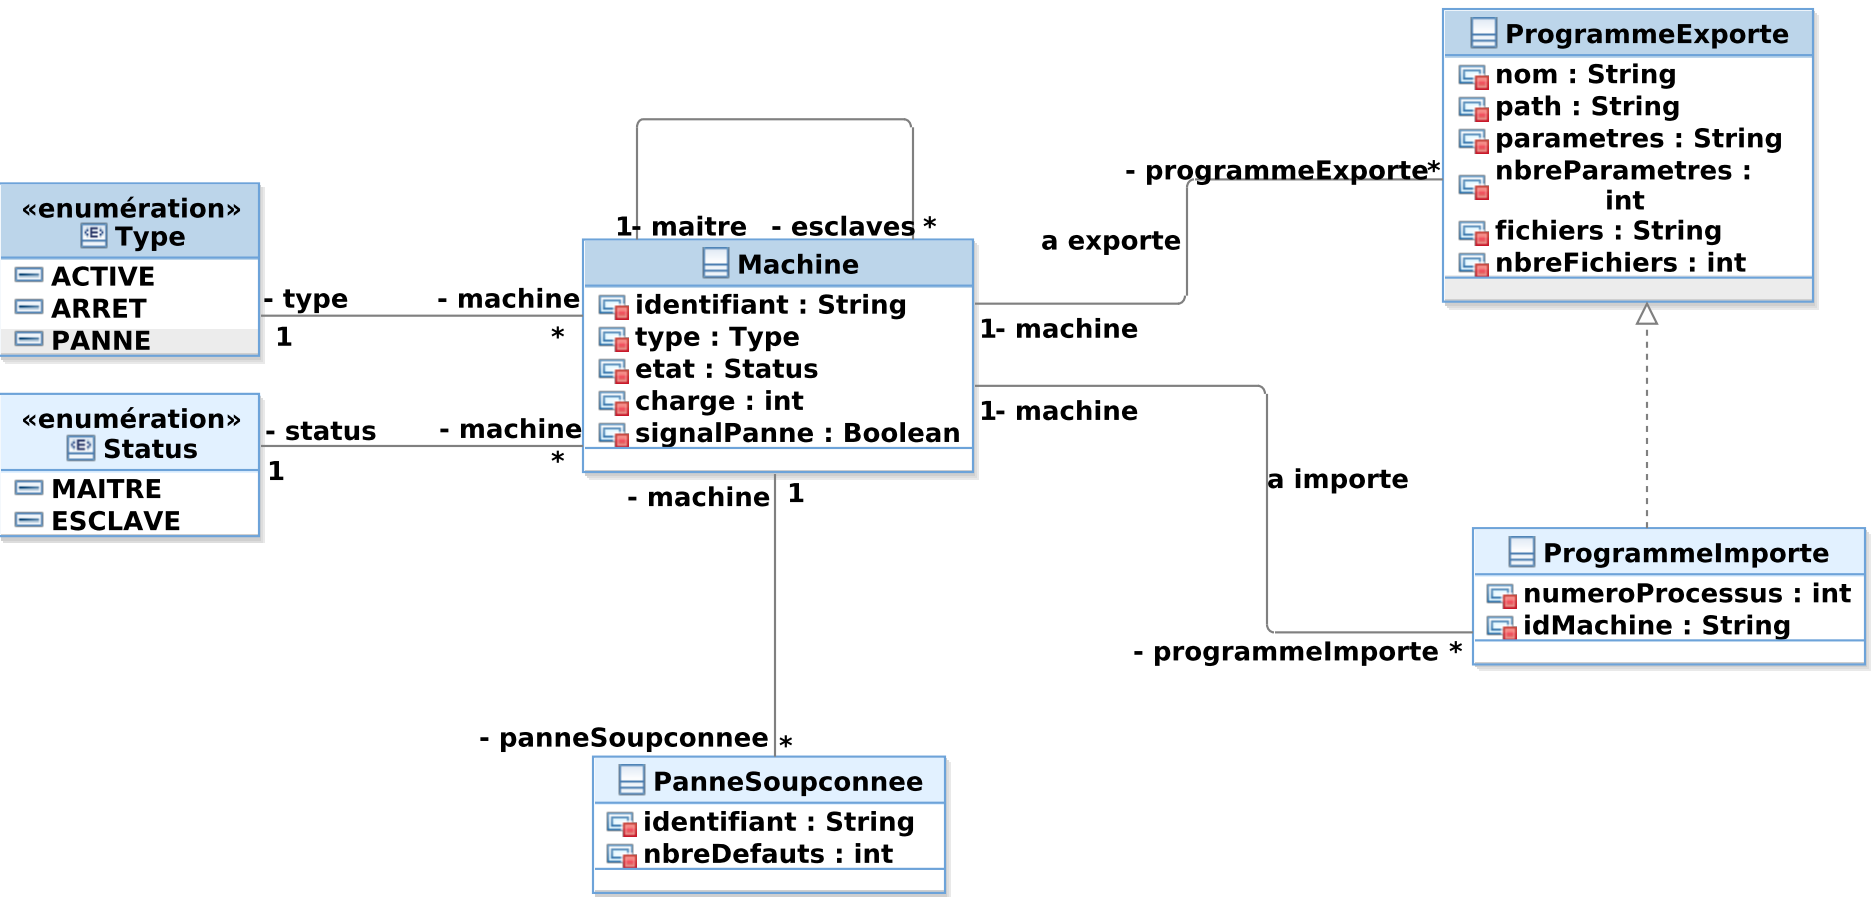 ProgrammeExporte
nom : String
path : String
parametres : String
nbreParametres :
int
fichiers : String
nbreFichiers : int
- programmeExporte*
a exporte
1- maitre - esclaves *
«enumération»
Type
ACTIVE
ARRET
PANNE
- type - machine
1 *
Machine
identifiant : String
type : Type
etat : Status
charge : int
signalPanne : Boolean
1- machine
1- machine
«enumération»
Status
MAITRE
ESCLAVE
- status - machine
1 *
- machine 1
a importe
ProgrammeImporte
numeroProcessus : int
idMachine : String
- programmeImporte *
- panneSoupconnee *
PanneSoupconnee
identifiant : String
nbreDefauts : int